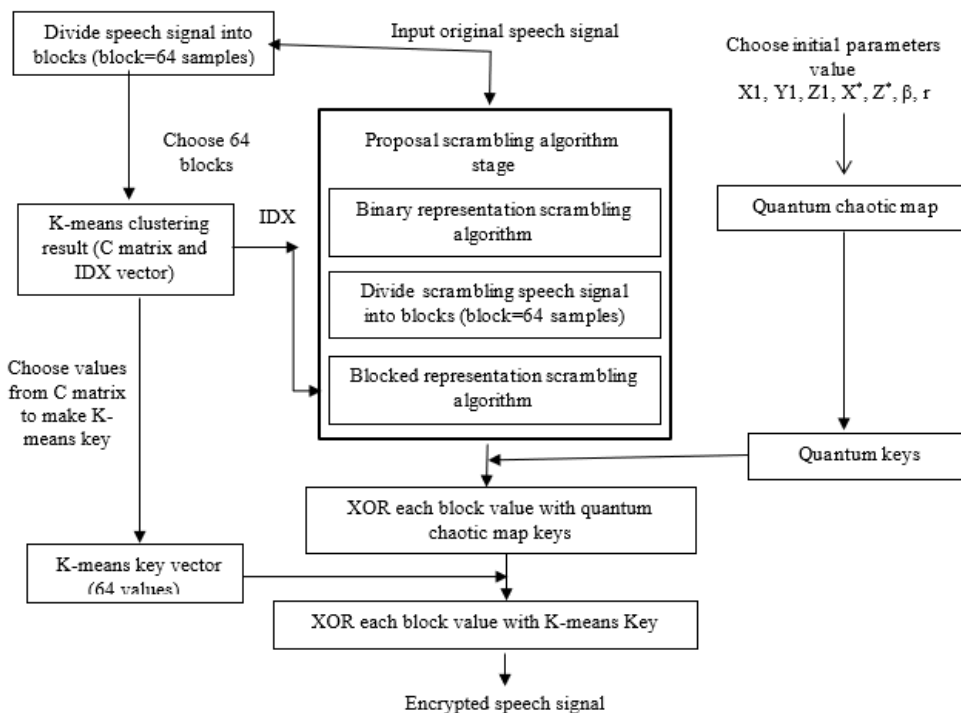 Divide speech signal into
blocks (block=64 samples)
Input original speech signal
Choose initial parameters
value
X1, Y1, Z1, X*, Z*, β, r
Choose 64
blocks
Proposal scrambling algorithm
stage
Binary representation scrambling
algorithm
Divide scrambling speech signal
into blocks (block=64 samples)
Blocked representation scrambling
algorithm
Quantum chaotic map
K-means clustering
result (C matrix and
IDX vector)
IDX
Choose values
from C matrix
to make K-
means key
Quantum keys
XOR each block value with quantum
chaotic map keys
K-means key vector
(64 values)
XOR each block value with K-means Key
Encrypted speech signal